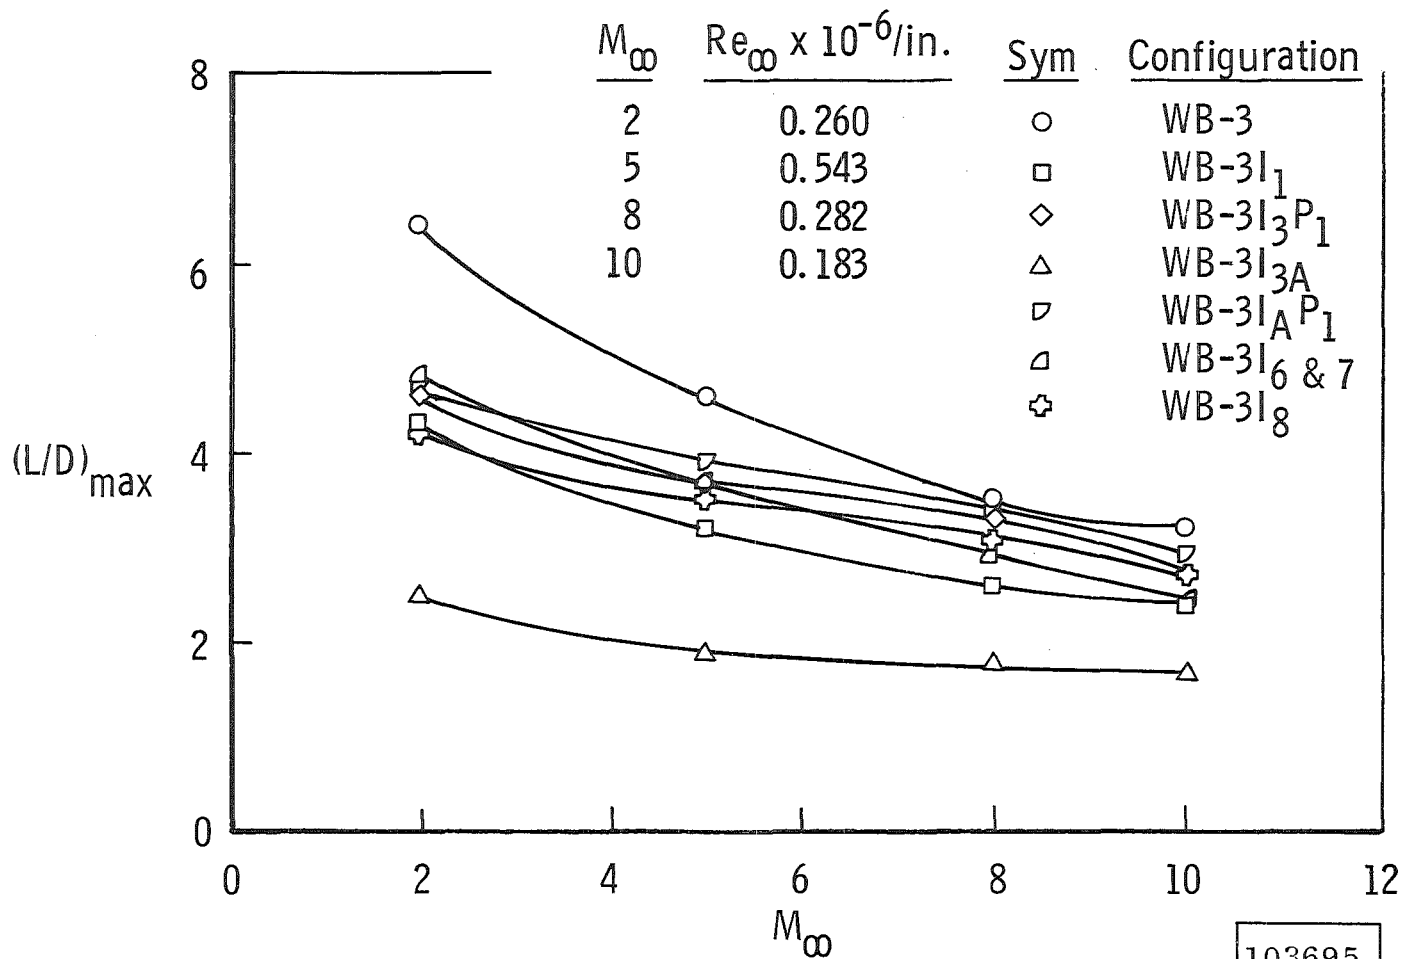 M∞ Re∞ x 10⁻⁶/in. Sym Configuration
2 0.260 WB-3
5 0.543 WB-3I₁
8 0.282 WB-3I₃P₁
10 0.183 WB-3I₃A
WB-3I_A P₁
WB-3I₆ & ₇
WB-3I₈
8
6
4
2
0
(L/D)max
0 2 4 6 8 10 12
M∞
103695